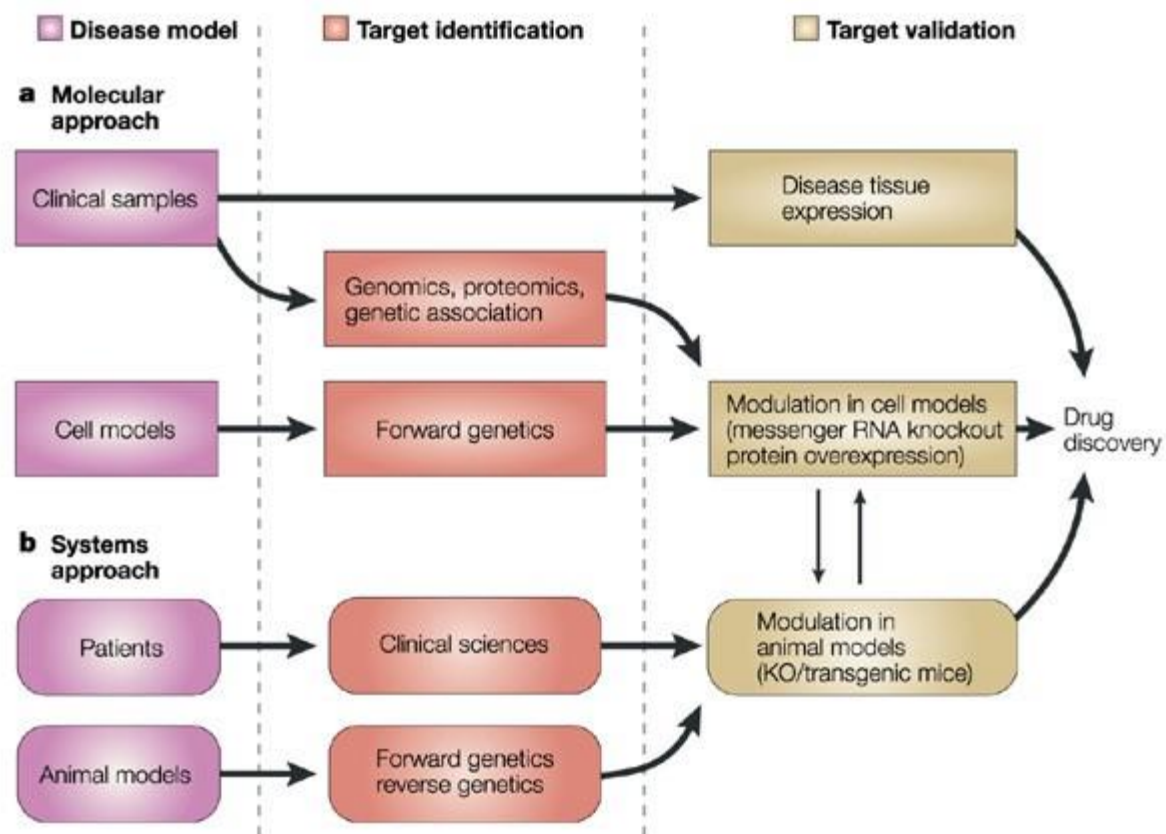 Disease model
Target identification
Target validation
a Molecular
approach
Clinical samples
Disease tissue
expression
Genomics, proteomics,
genetic association
Cell models
Forward genetics
Modulation in cell models
(messenger RNA knockout
protein overexpression)
Drug
discovery
b Systems
approach
Patients
Clinical sciences
Modulation in
animal models
(KO/transgenic mice)
Animal models
Forward genetics
reverse genetics